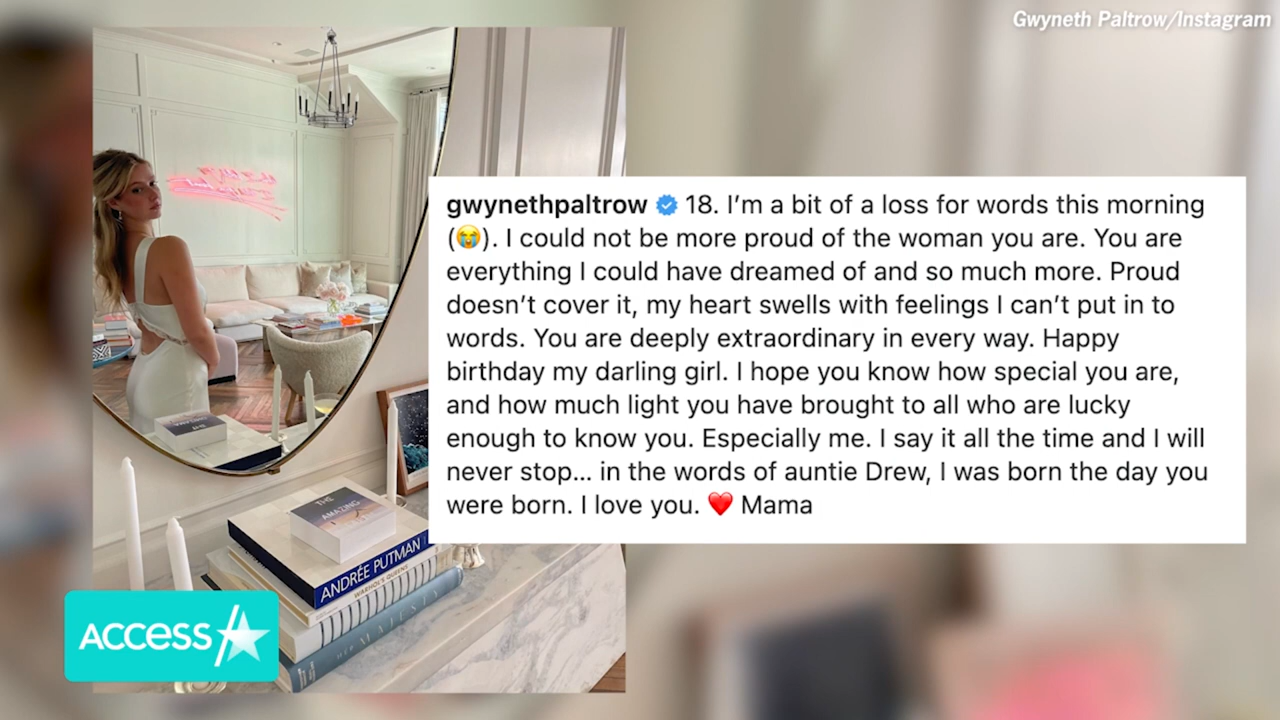 Gwyneth Paltrow/Instagram
gwynethpaltrow 18. I’m a bit of a loss for words this morning
(😭). I could not be more proud of the woman you are. You are
everything I could have dreamed of and so much more. Proud
doesn’t cover it, my heart swells with feelings I can’t put in to
words. You are deeply extraordinary in every way. Happy
birthday my darling girl. I hope you know how special you are,
and how much light you have brought to all who are lucky
enough to know you. Especially me. I say it all the time and I will
never stop... in the words of auntie Drew, I was born the day you
were born. I love you. ❤️ Mama
THE
AMAZING
ANDRÉE PUTMAN
WARHOL'S QUEENS
HER MAJESTY
ACCESS